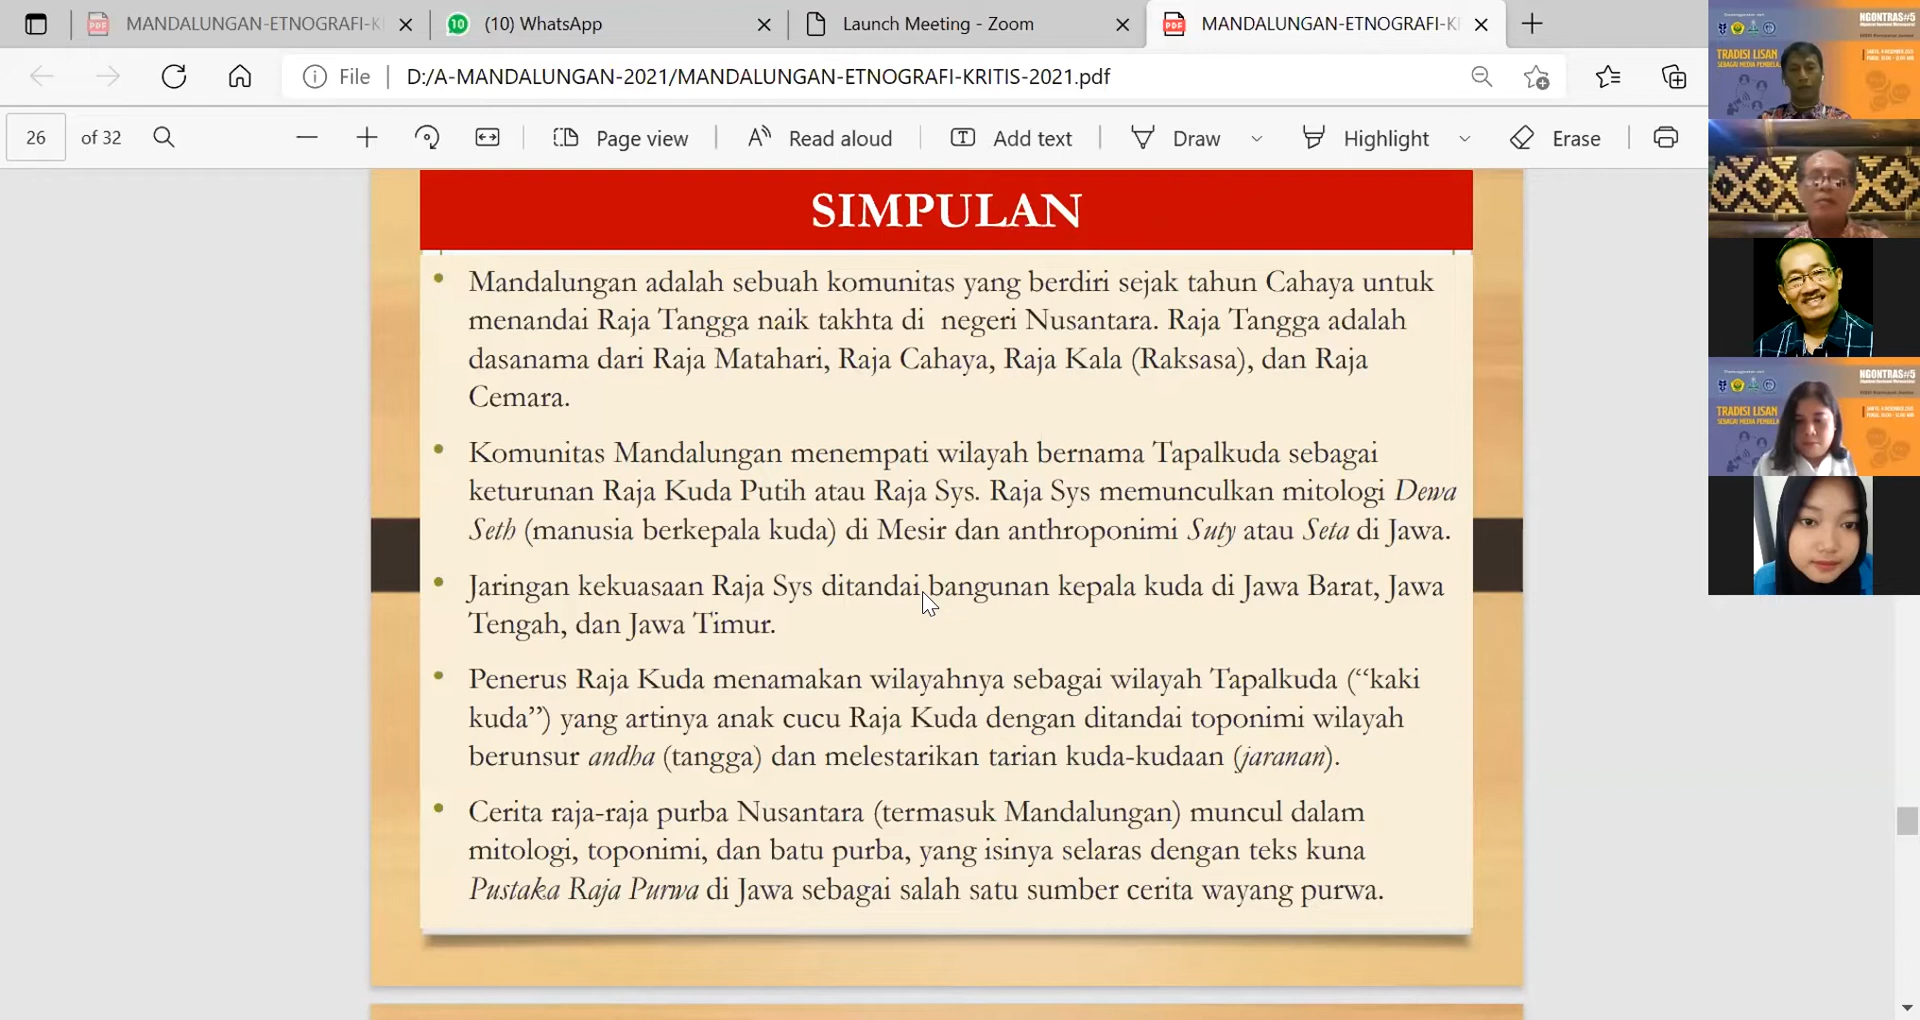 MANDALUNGAN-ETNOGRAFI-K
(10) WhatsApp
Launch Meeting - Zoom
MANDALUNGAN-ETNOGRAFI-K
File
D:/A-MANDALUNGAN-2021/MANDALUNGAN-ETNOGRAFI-KRITIS-2021.pdf
26 of 32
Page view
Read aloud
Add text
Draw
Highlight
Erase
SIMPULAN
• Mandalungan adalah sebuah komunitas yang berdiri sejak tahun Cahaya untuk
menandai Raja Tangga naik takhta di negeri Nusantara. Raja Tangga adalah
dasanama dari Raja Matahari, Raja Cahaya, Raja Kala (Raksasa), dan Raja
Cemara.
• Komunitas Mandalungan menempati wilayah bernama Tapalkuda sebagai
keturunan Raja Kuda Putih atau Raja Sys. Raja Sys memunculkan mitologi Dewa
Seth (manusia berkepala kuda) di Mesir dan anthroponimi Suty atau Seta di Jawa.
• Jaringan kekuasaan Raja Sys ditandai bangunan kepala kuda di Jawa Barat, Jawa
Tengah, dan Jawa Timur.
• Penerus Raja Kuda menamakan wilayahnya sebagai wilayah Tapalkuda (“kaki
kuda”) yang artinya anak cucu Raja Kuda dengan ditandai toponimi wilayah
berunsur andha (tangga) dan melestarikan tarian kuda-kudaan (jaranan).
• Cerita raja-raja purba Nusantara (termasuk Mandalungan) muncul dalam
mitologi, toponimi, dan batu purba, yang isinya selaras dengan teks kuna
Pustaka Raja Purwa di Jawa sebagai salah satu sumber cerita wayang purwa.
NGONTRAS#5
TRADISI LISAN
NGONTRAS#5
TRADISI LISAN